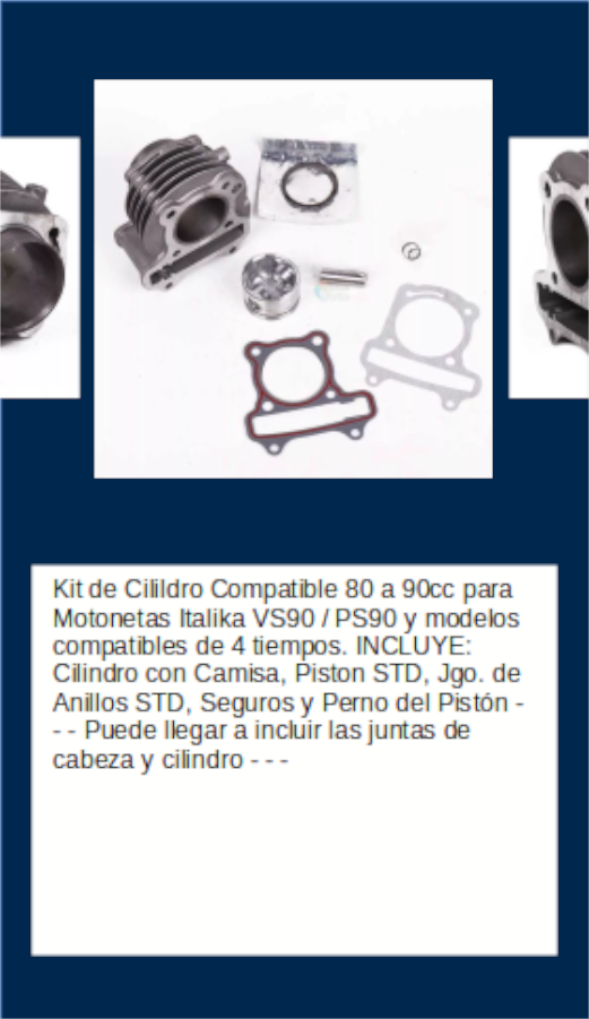 Kit de Cilildro Compatible 80 a 90cc para
Motonetas Italika VS90 / PS90 y modelos
compatibles de 4 tiempos. INCLUYE:
Cilindro con Camisa, Piston STD, Jgo. de
Anillos STD, Seguros y Perno del Pistón -
- - Puede llegar a incluir las juntas de
cabeza y cilindro - - -